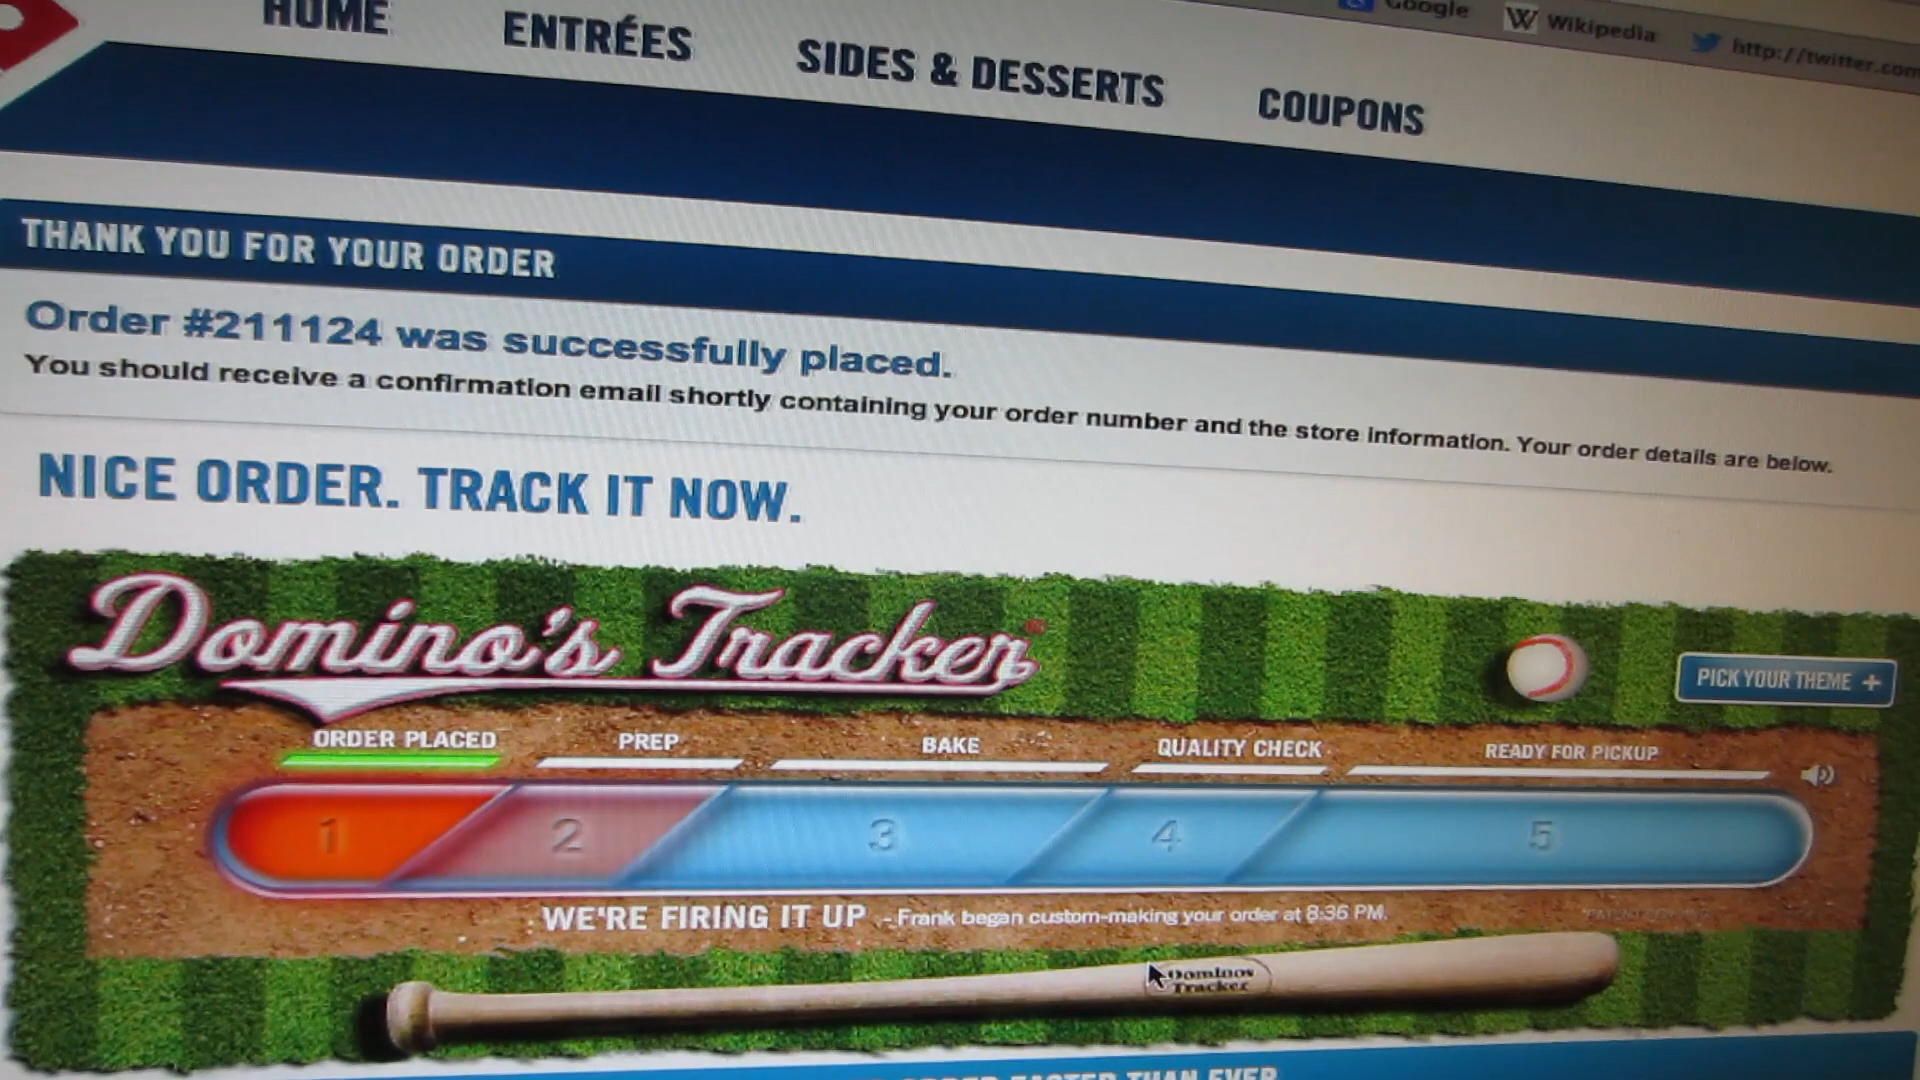 Google Wikipedia http://twitter.com
HOME ENTRÉES SIDES & DESSERTS COUPONS
THANK YOU FOR YOUR ORDER
Order #211124 was successfully placed.
You should receive a confirmation email shortly containing your order number and the store information. Your order details are below.
NICE ORDER. TRACK IT NOW.
Domino's Tracker
PICK YOUR THEME +
ORDER PLACED PREP BAKE QUALITY CHECK READY FOR PICKUP
1 2 3 4 5
WE'RE FIRING IT UP - Frank began custom-making your order at 8:36 PM.
Dominos
Tracker
FASTER THAN EVER